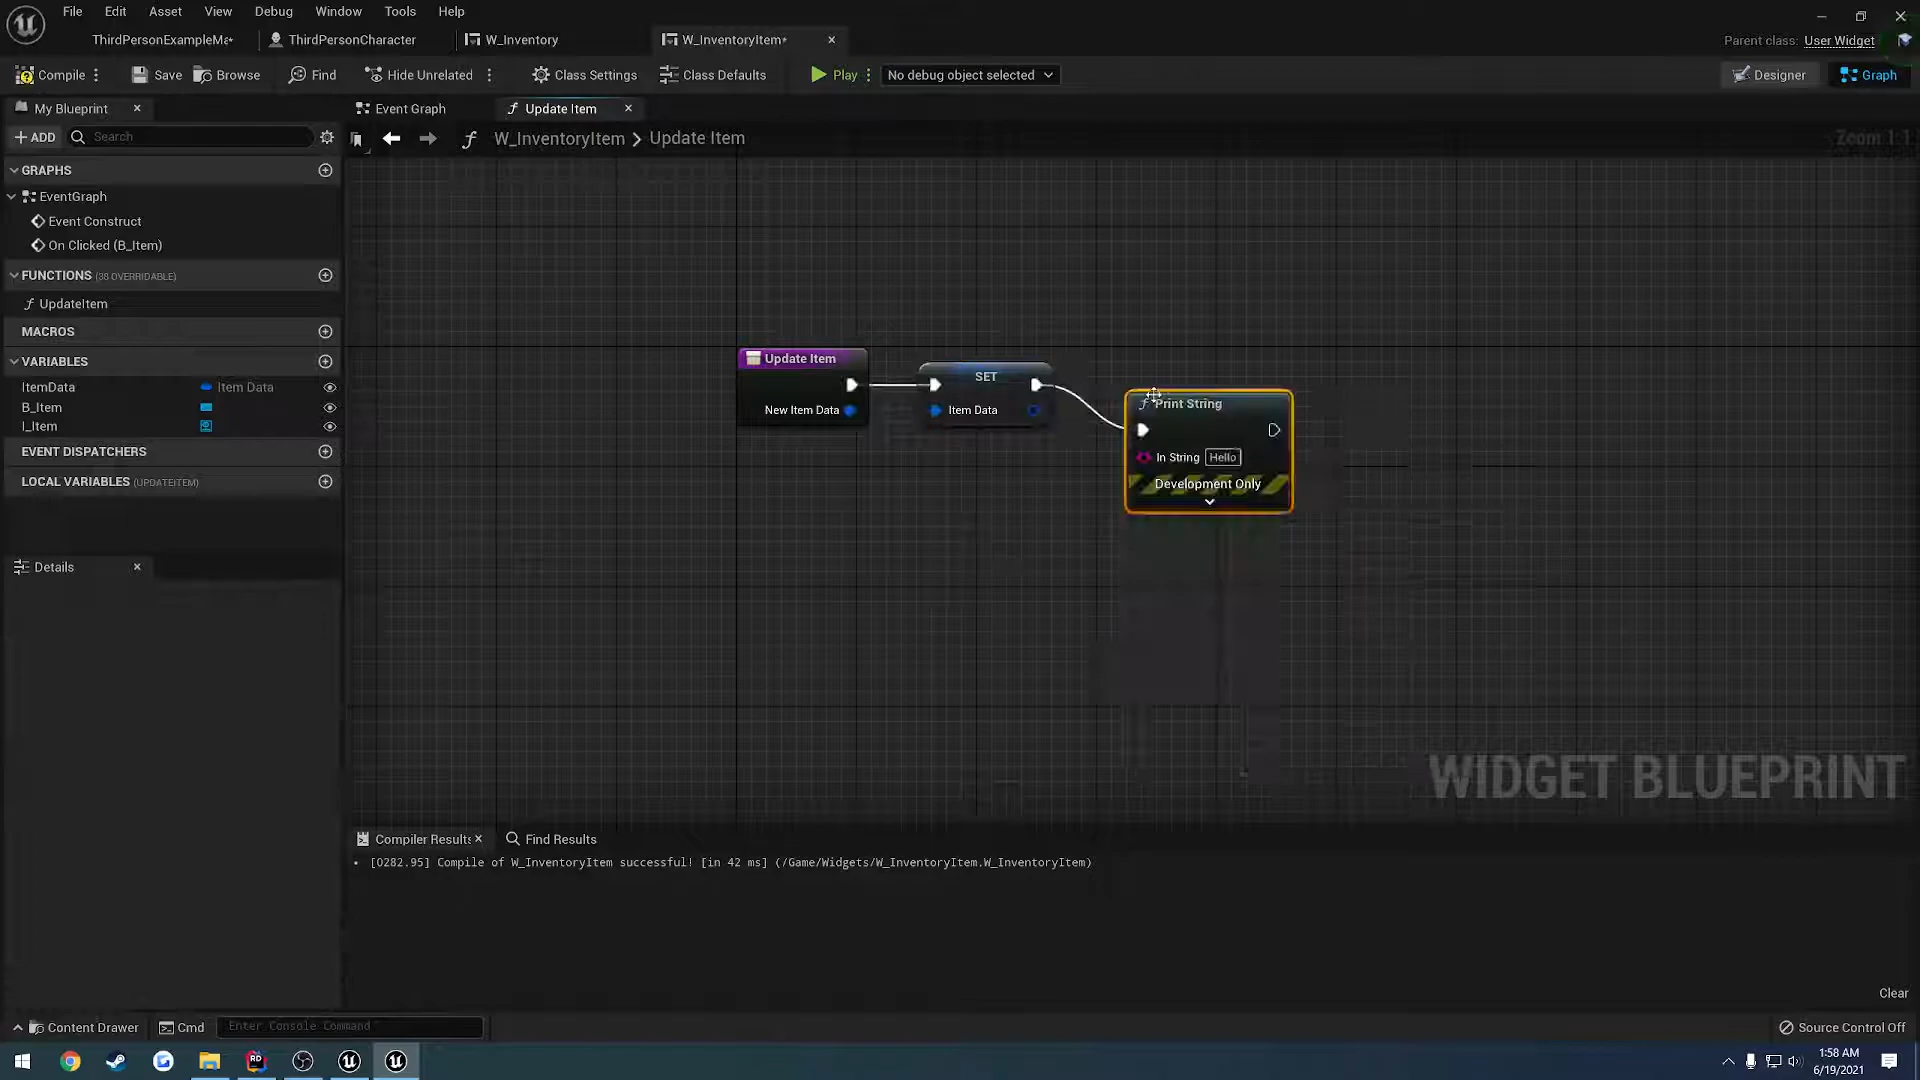 File Edit Asset View Debug Window Tools Help
ThirdPersonExampleMa* ThirdPersonCharacter W_Inventory W_InventoryItem* Parent class: User Widget
Compile Save Browse Find Hide Unrelated Class Settings Class Defaults Play No debug object selected Designer Graph
My Blueprint Event Graph Update Item
ADD Search W_InventoryItem > Update Item Zoom 1:1
GRAPHS
EventGraph
Event Construct
On Clicked (B_Item)
FUNCTIONS (38 OVERRIDABLE)
UpdateItem
MACROS
VARIABLES
ItemData Item Data
B_Item
I_Item
EVENT DISPATCHERS
LOCAL VARIABLES (UPDATEITEM)
Details
Update Item
New Item Data
SET
Item Data
Print String
In String Hello
Development Only
WIDGET BLUEPRINT
Compiler Results Find Results
• [0282.95] Compile of W_InventoryItem successful! [in 42 ms] (/Game/Widgets/W_InventoryItem.W_InventoryItem)
Clear
Content Drawer Cmd Enter Console Command Source Control Off
RD
1:58 AM
6/19/2021